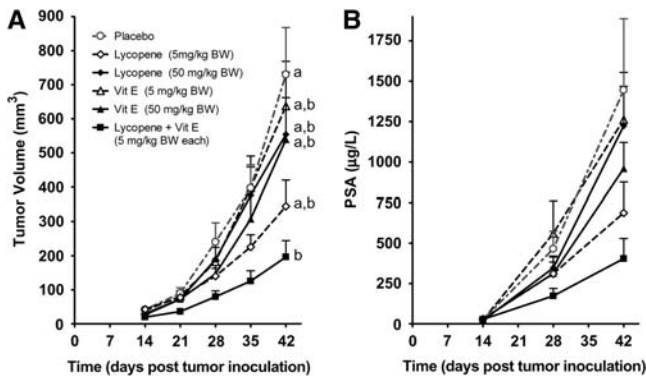 A
Tumor Volume (mm3)
900
800
700
600
500
400
300
200
100
0
Placebo
Lycopene (5mg/kg BW)
Lycopene (50 mg/kg BW)
Vit E (5 mg/kg BW)
Vit E (50 mg/kg BW)
Lycopene + Vit E
(5 mg/kg BW each)
a
a,b
a,b
a,b
a,b
b
0 7 14 21 28 35 42
Time (days post tumor inoculation)
B
PSA (µg/L)
1750
1500
1250
1000
750
500
250
0
0 7 14 21 28 35 42
Time (days post tumor inoculation)